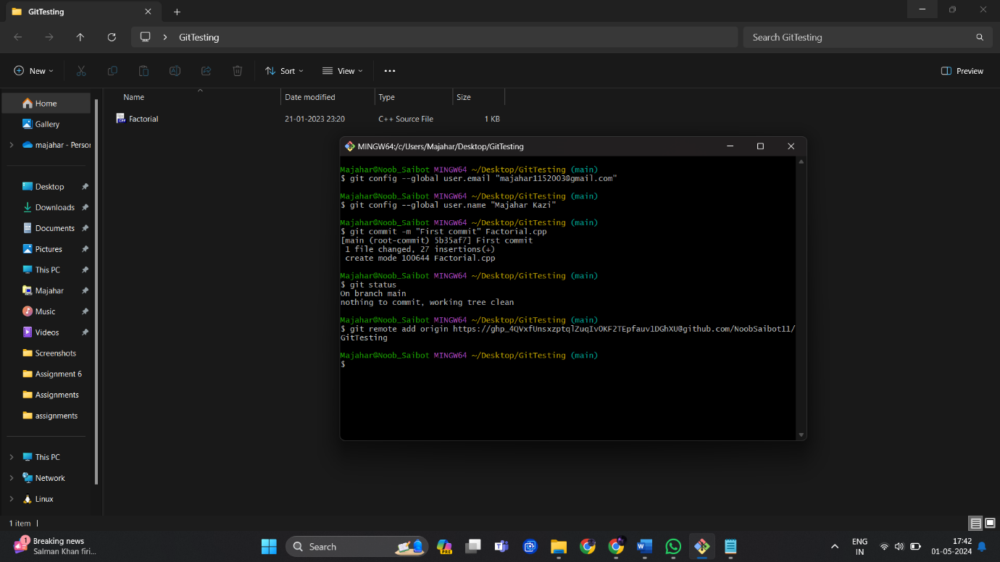 GitTesting
GitTesting
Search GitTesting
New
Sort
View
Preview
Name
Date modified
Type
Size
Factorial
21-01-2023 23:20
C++ Source File
1 KB
Home
Gallery
majahar - Person
Desktop
Downloads
Documents
Pictures
This PC
Majahar
Music
Videos
Screenshots
Assignment 6
Assignments
assignments
This PC
Network
Linux
MINGW64:/c/Users/Majahar/Desktop/GitTesting
Majahar@Noob_Saibot MINGW64 ~/Desktop/GitTesting (main)
$ git config --global user.email "majahar1152003@gmail.com"
Majahar@Noob_Saibot MINGW64 ~/Desktop/GitTesting (main)
$ git config --global user.name "Majahar Kazi"
Majahar@Noob_Saibot MINGW64 ~/Desktop/GitTesting (main)
$ git commit -m "First commit" Factorial.cpp
[main (root-commit) 5b35af7] First commit
1 file changed, 27 insertions(+)
create mode 100644 Factorial.cpp
Majahar@Noob_Saibot MINGW64 ~/Desktop/GitTesting (main)
$ git status
On branch main
nothing to commit, working tree clean
Majahar@Noob_Saibot MINGW64 ~/Desktop/GitTesting (main)
$ git remote add origin
GitTesting
Majahar@Noob_Saibot MINGW64 ~/Desktop/GitTesting (main)
$
1 item
1
Breaking news
Salman Khan firi...
Search
PRE
ENG
IN
17:42
01-05-2024